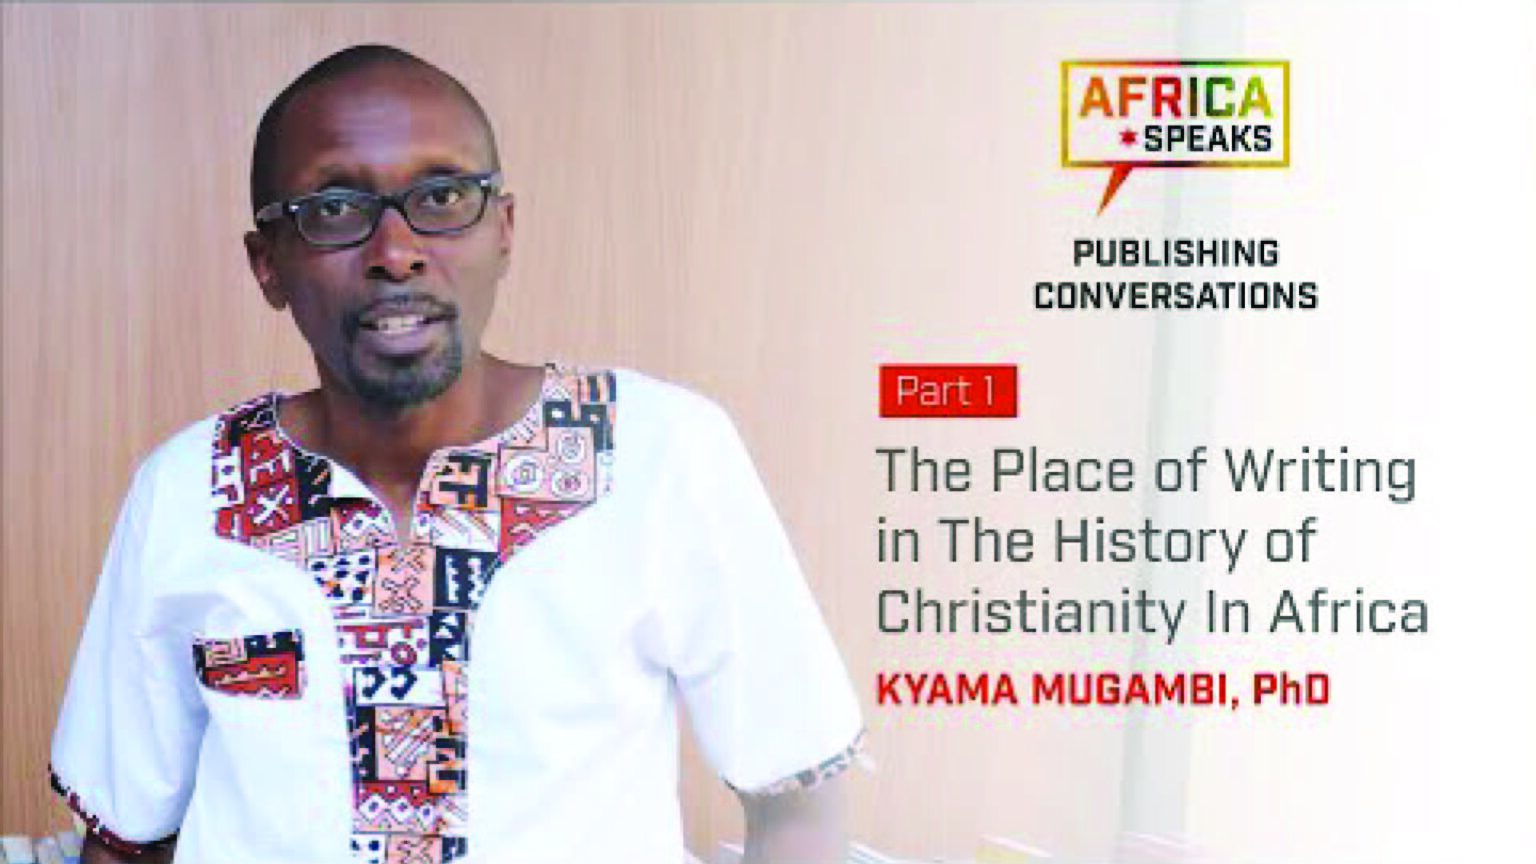 AFRICA
SPEAKS
PUBLISHING
CONVERSATIONS
Part 1
The Place of Writing
in The History of
Christianity In Africa
KYAMA MUGAMBI, PhD